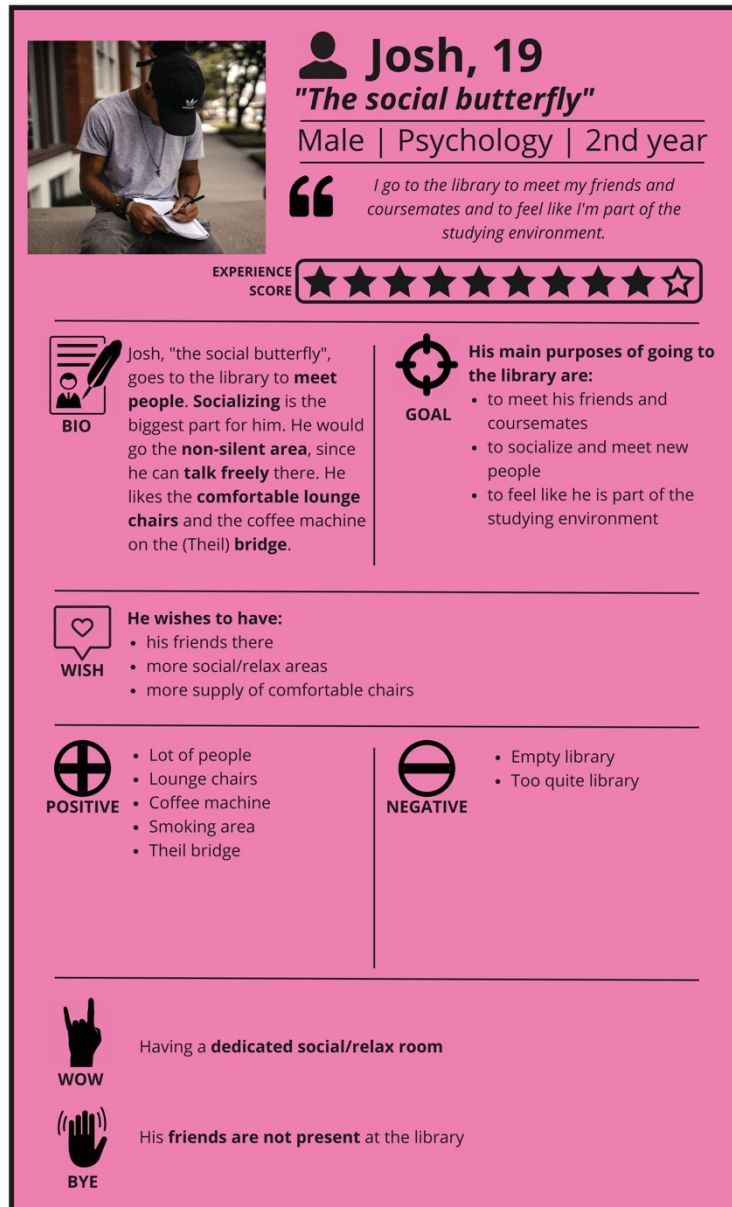 Josh, 19
"The social butterfly"
Male | Psychology | 2nd year
I go to the library to meet my friends and
coursemates and to feel like I'm part of the
studying environment.
EXPERIENCE
SCORE
BIO
Josh, "the social butterfly",
goes to the library to meet
people. Socializing is the
biggest part for him. He would
go the non-silent area, since
he can talk freely there. He
likes the comfortable lounge
chairs and the coffee machine
on the (Theil) bridge.
GOAL
His main purposes of going to
the library are:
• to meet his friends and
coursemates
• to socialize and meet new
people
• to feel like he is part of the
studying environment
WISH
He wishes to have:
• his friends there
• more social/relax areas
• more supply of comfortable chairs
POSITIVE
• Lot of people
• Lounge chairs
• Coffee machine
• Smoking area
• Theil bridge
NEGATIVE
• Empty library
• Too quite library
WOW
Having a dedicated social/relax room
BYE
His friends are not present at the library